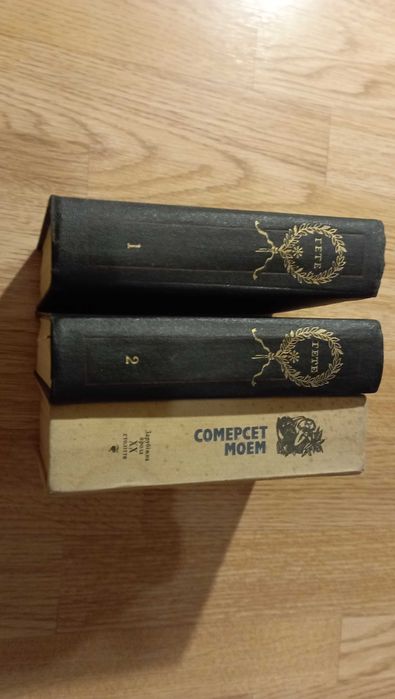 ГЕТЕ
1
ГЕТЕ
2
СОМЕРСЕТ
МОЕМ
Зарубіжна
проза
XX
століття